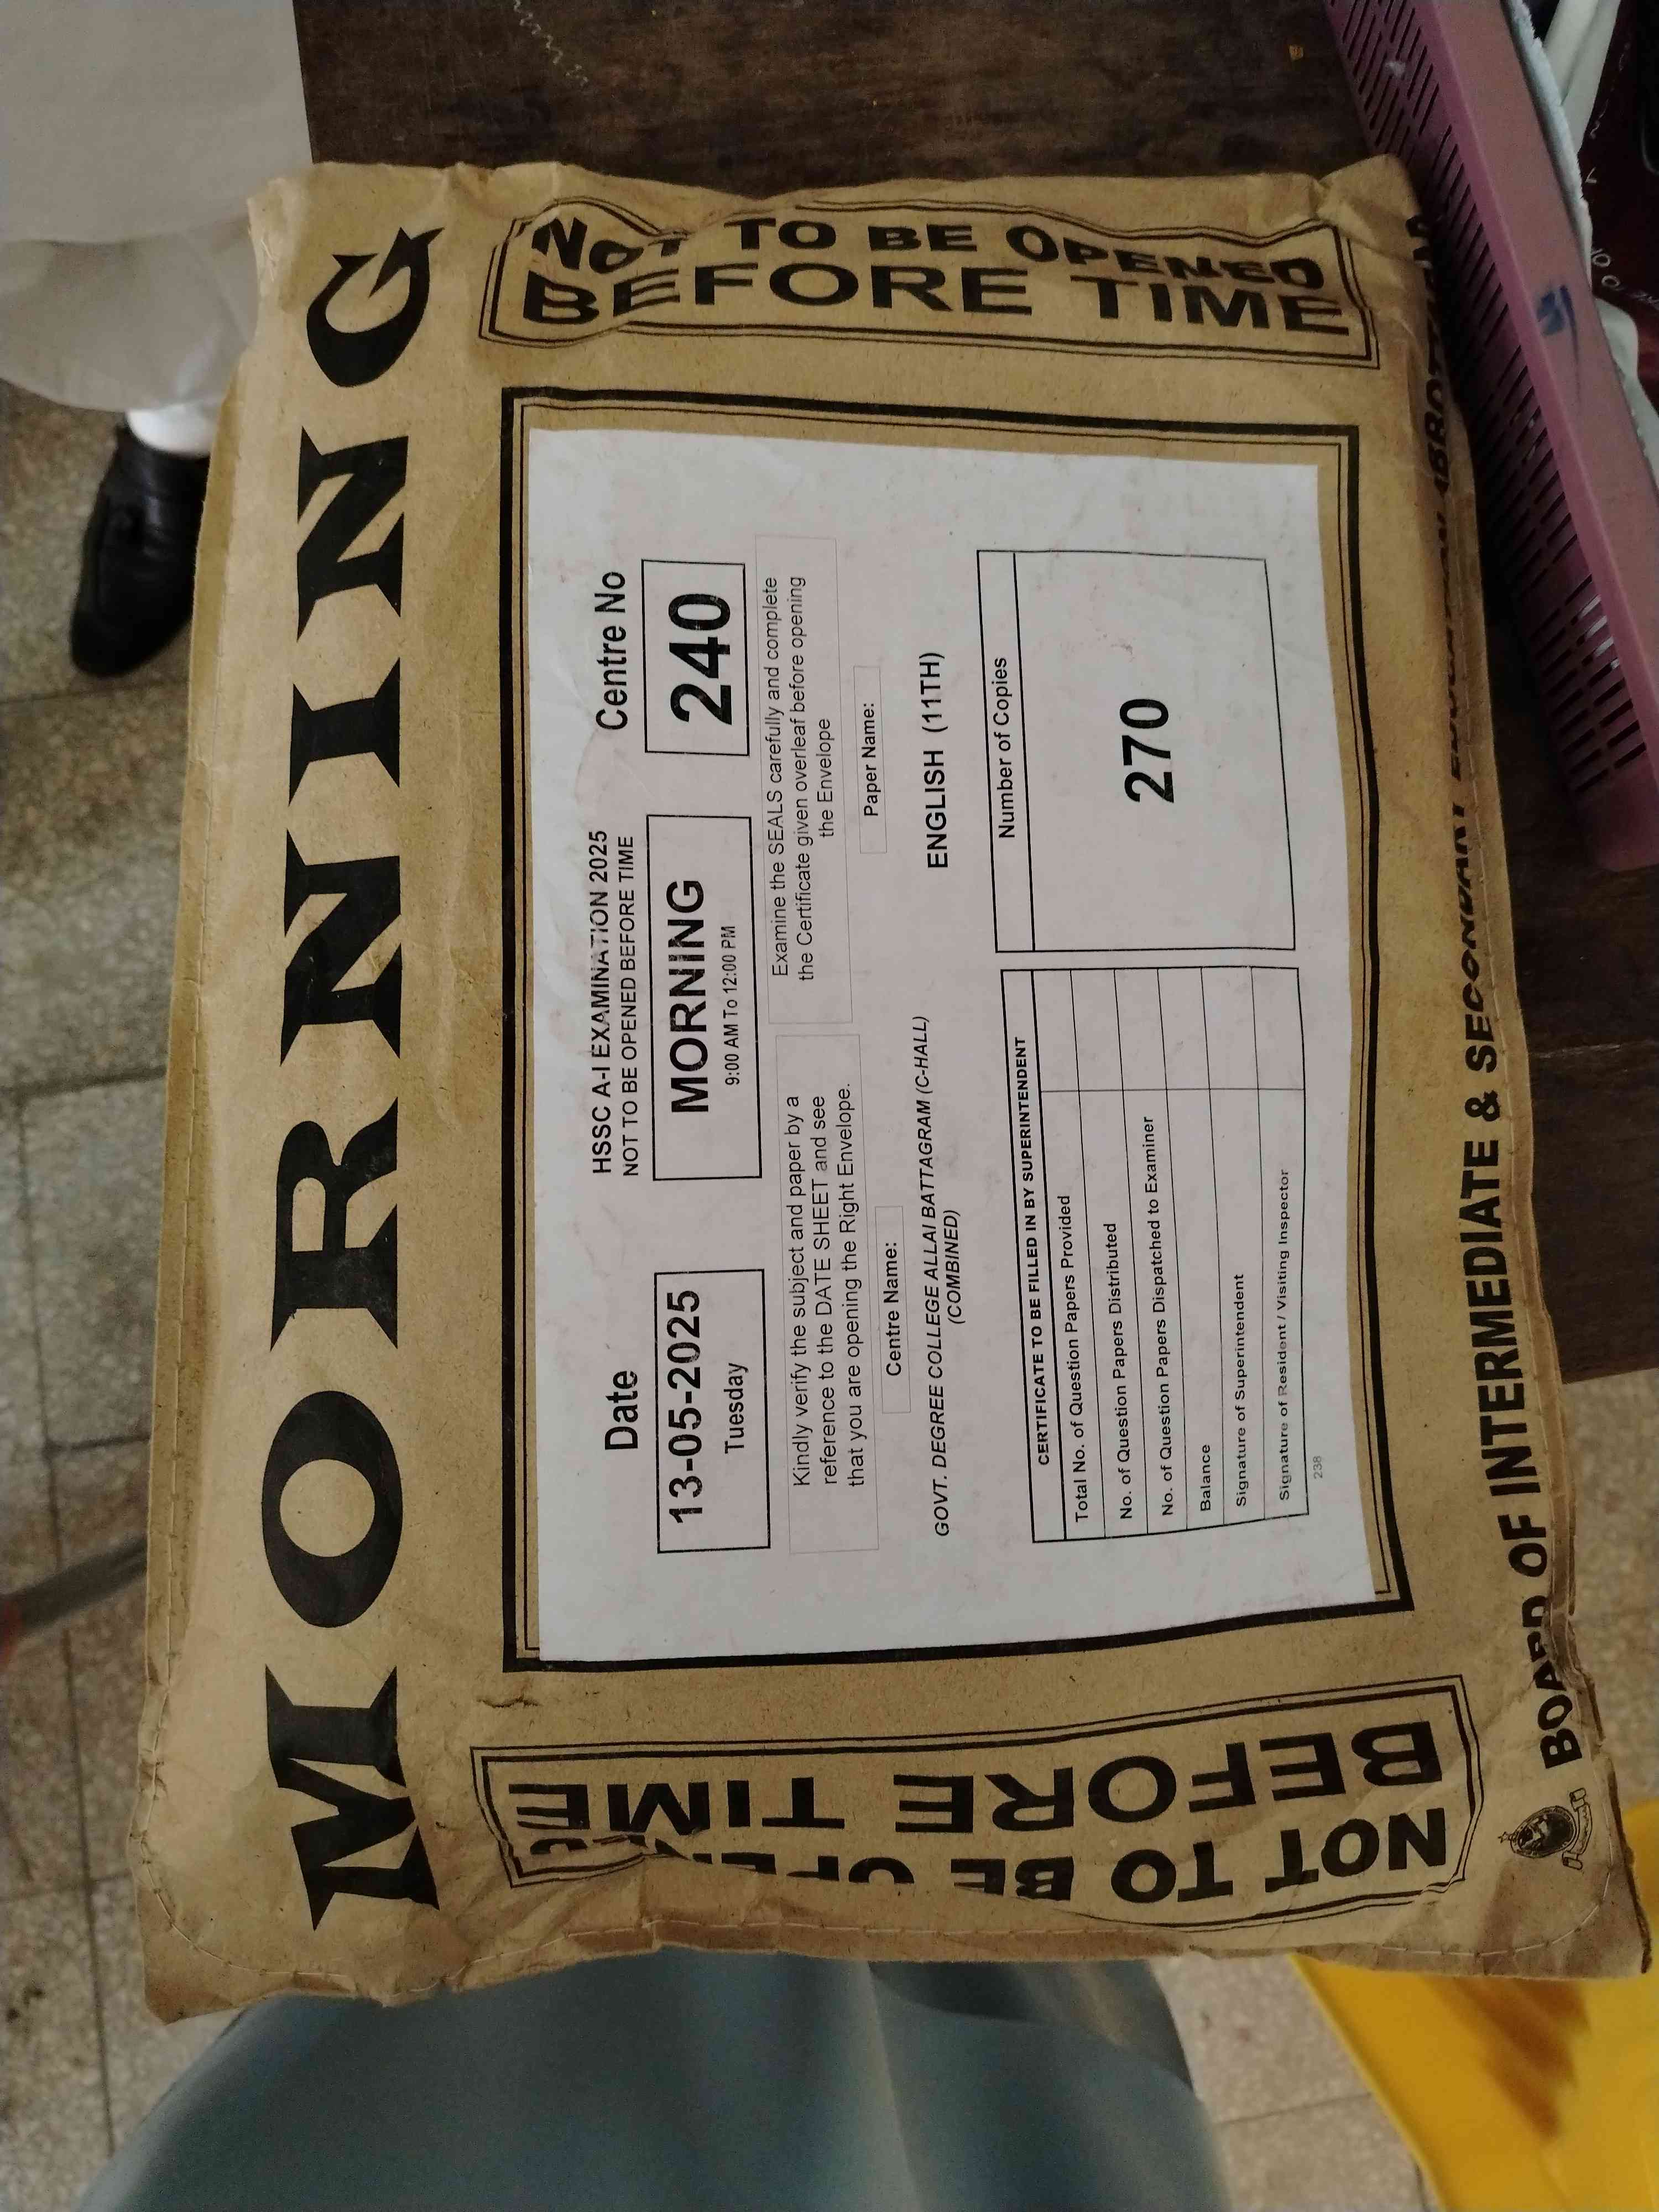 MORNING
NOT TO BE OPENED
BEFORE TIME
HSSC A-I EXAMINATION 2025
NOT TO BE OPENED BEFORE TIME
Date
13-05-2025
Tuesday
MORNING
9:00 AM To 12:00 PM
Centre No
240
Kindly verify the subject and paper by a
reference to the DATE SHEET and see
that you are opening the Right Envelope.
Examine the SEALS carefully and complete
the Certificate given overleaf before opening
the Envelope
Centre Name:
GOVT. DEGREE COLLEGE ALLAI BATTAGRAM (C-HALL)
(COMBINED)
Paper Name:
ENGLISH (11TH)
CERTIFICATE TO BE FILLED IN BY SUPERINTENDENT
Total No. of Question Papers Provided
No. of Question Papers Distributed
No. of Question Papers Dispatched to Examiner
Balance
Signature of Superintendent
Signature of Resident / Visiting Inspector
238
Number of Copies
270
NOT TO BE
BEFORE TIME
BOARD OF INTERMEDIATE & SECONDARY